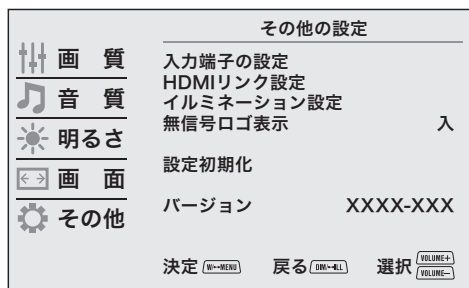 その他の設定
画 質
音 質
明るさ
画 面
その他
入力端子の設定
HDMIリンク設定
イルミネーション設定
無信号ロゴ表示 入
設定初期化
バージョン XXXX-XXX
決定 戻る 選択 VOLUME+
VOLUME−